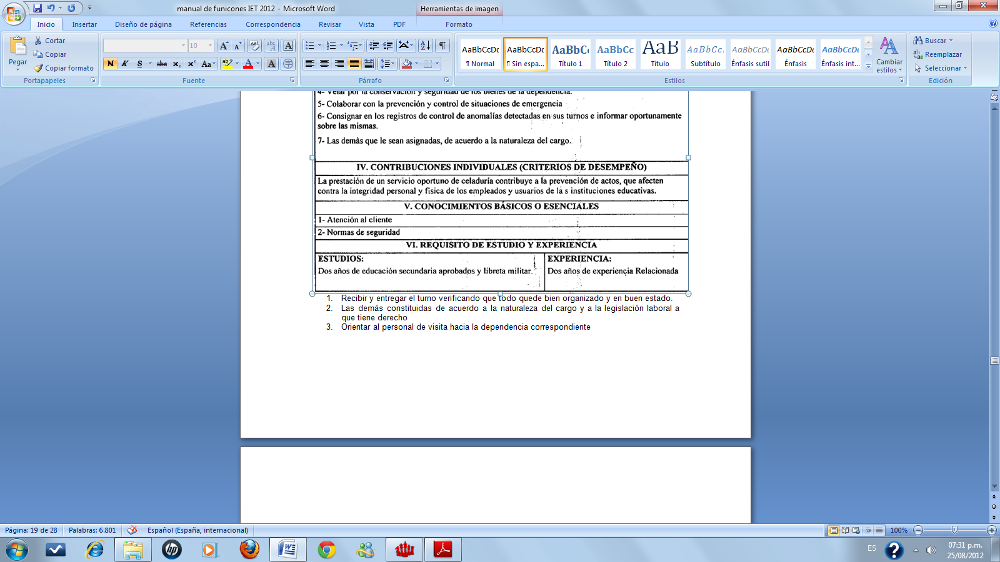 manual de funicones IET 2012 - Microsoft Word
Herramientas de imagen
Inicio Insertar Diseño de página Referencias Correspondencia Revisar Vista PDF Formato
Pegar
Cortar
Copiar
Copiar formato
Portapapeles
10
Fuente
Párrafo
AaBbCcDc AaBbCcDc AaBbC AaBbCc AaB AaBbCc. AaBbCcDc AaBbCcDc AaBbCcDc
¶ Normal ¶ Sin espa... Título 1 Título 2 Título Subtítulo Énfasis sutil Énfasis Énfasis int...
Cambiar
estilos
Estilos
Buscar
Reemplazar
Seleccionar
Edición
4- Velar por la conservación y seguridad de los bienes de la dependencia.
5- Colaborar con la prevención y control de situaciones de emergencia
6- Consignar en los registros de control de anomalías detectadas en sus turnos e informar oportunamente
sobre las mismas.
7- Las demàs que le sean asignadas, de acuerdo a la naturaleza del cargo.
IV. CONTRIBUCIONES INDIVIDUALES (CRITERIOS DE DESEMPEÑO)
La prestación de un servicio oportuno de celaduría contribuye a la prevención de actos, que afecten
contra la integridad personal y física de los empleados y usuarios de la s instituciones educativas.
V. CONOCIMIENTOS BÁSICOS O ESENCIALES
1- Atención al cliente
2- Normas de seguridad
VI. REQUISITO DE ESTUDIO Y EXPERIENCIA
ESTUDIOS:
Dos años de educación secundaria aprobados y libreta militar.
EXPERIENCIA:
Dos años de experiencia Relacionada
1. Recibir y entregar el turno verificando que todo quede bien organizado y en buen estado.
2. Las demás constituidas de acuerdo a la naturaleza del cargo y a la legislación laboral a
que tiene derecho
3. Orientar al personal de visita hacia la dependencia correspondiente
Página: 19 de 28 Palabras: 6.801 Español (España, internacional) 100%
ES
07:31 p.m.
25/08/2012